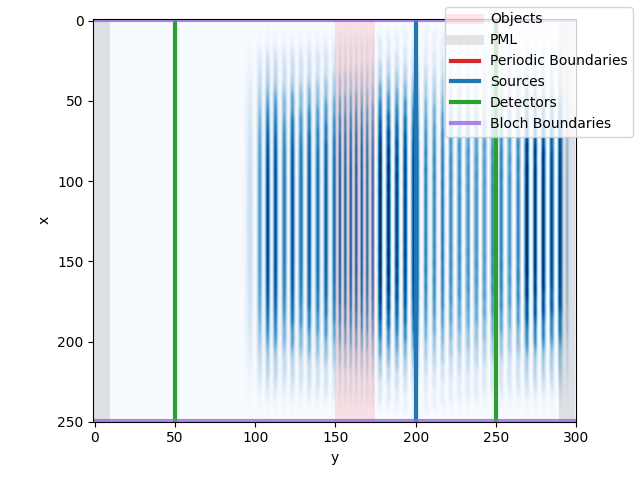 Objects
PML
Periodic Boundaries
Sources
Detectors
Bloch Boundaries
0
50
100
150
200
250
x
0
50
100
150
200
250
300
y